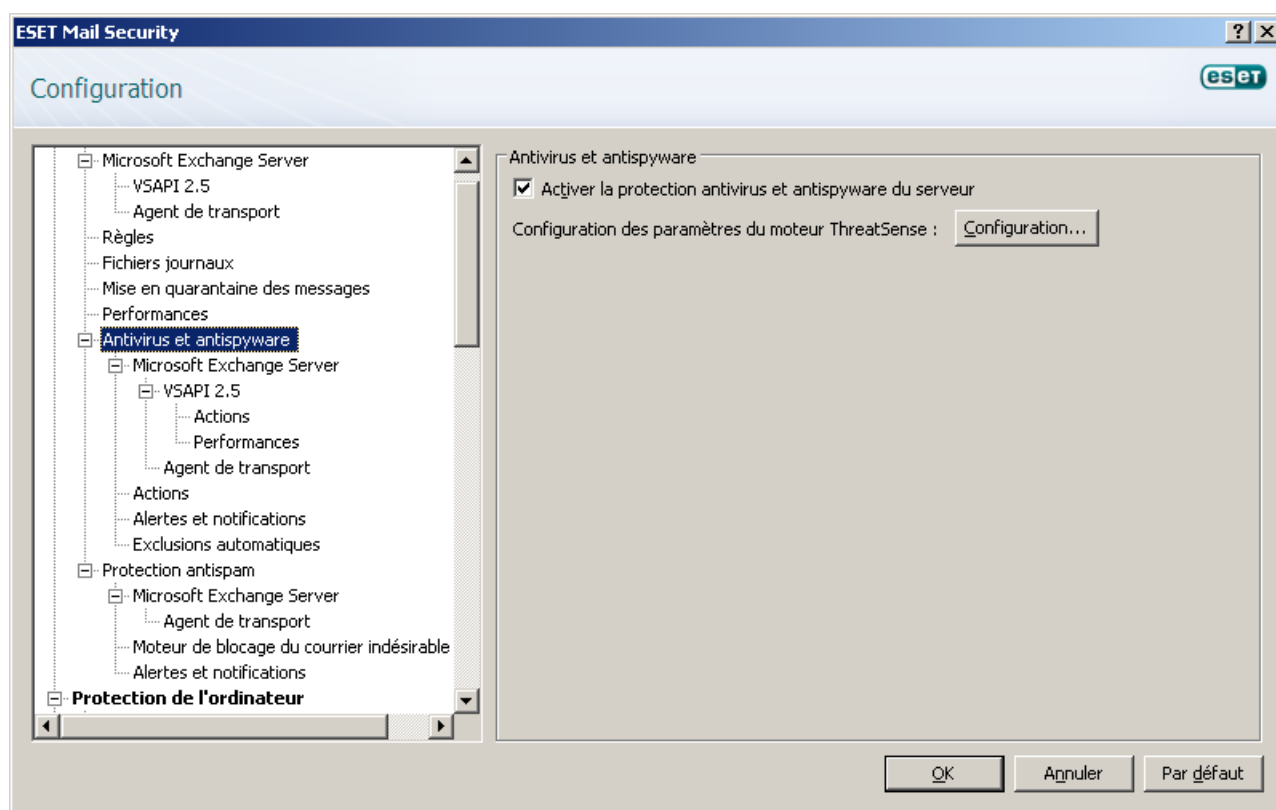 ESET Mail Security
Configuration
eset
Microsoft Exchange Server
VSAPI 2.5
Agent de transport
Règles
Fichiers journaux
Mise en quarantaine des messages
Performances
Antivirus et antispyware
Microsoft Exchange Server
VSAPI 2.5
Actions
Performances
Agent de transport
Actions
Alertes et notifications
Exclusions automatiques
Protection antispam
Microsoft Exchange Server
Agent de transport
Moteur de blocage du courrier indésirable
Alertes et notifications
Protection de l'ordinateur
Antivirus et antispyware
Activer la protection antivirus et antispyware du serveur
Configuration des paramètres du moteur ThreatSense : Configuration...
OK Annuler Par défaut